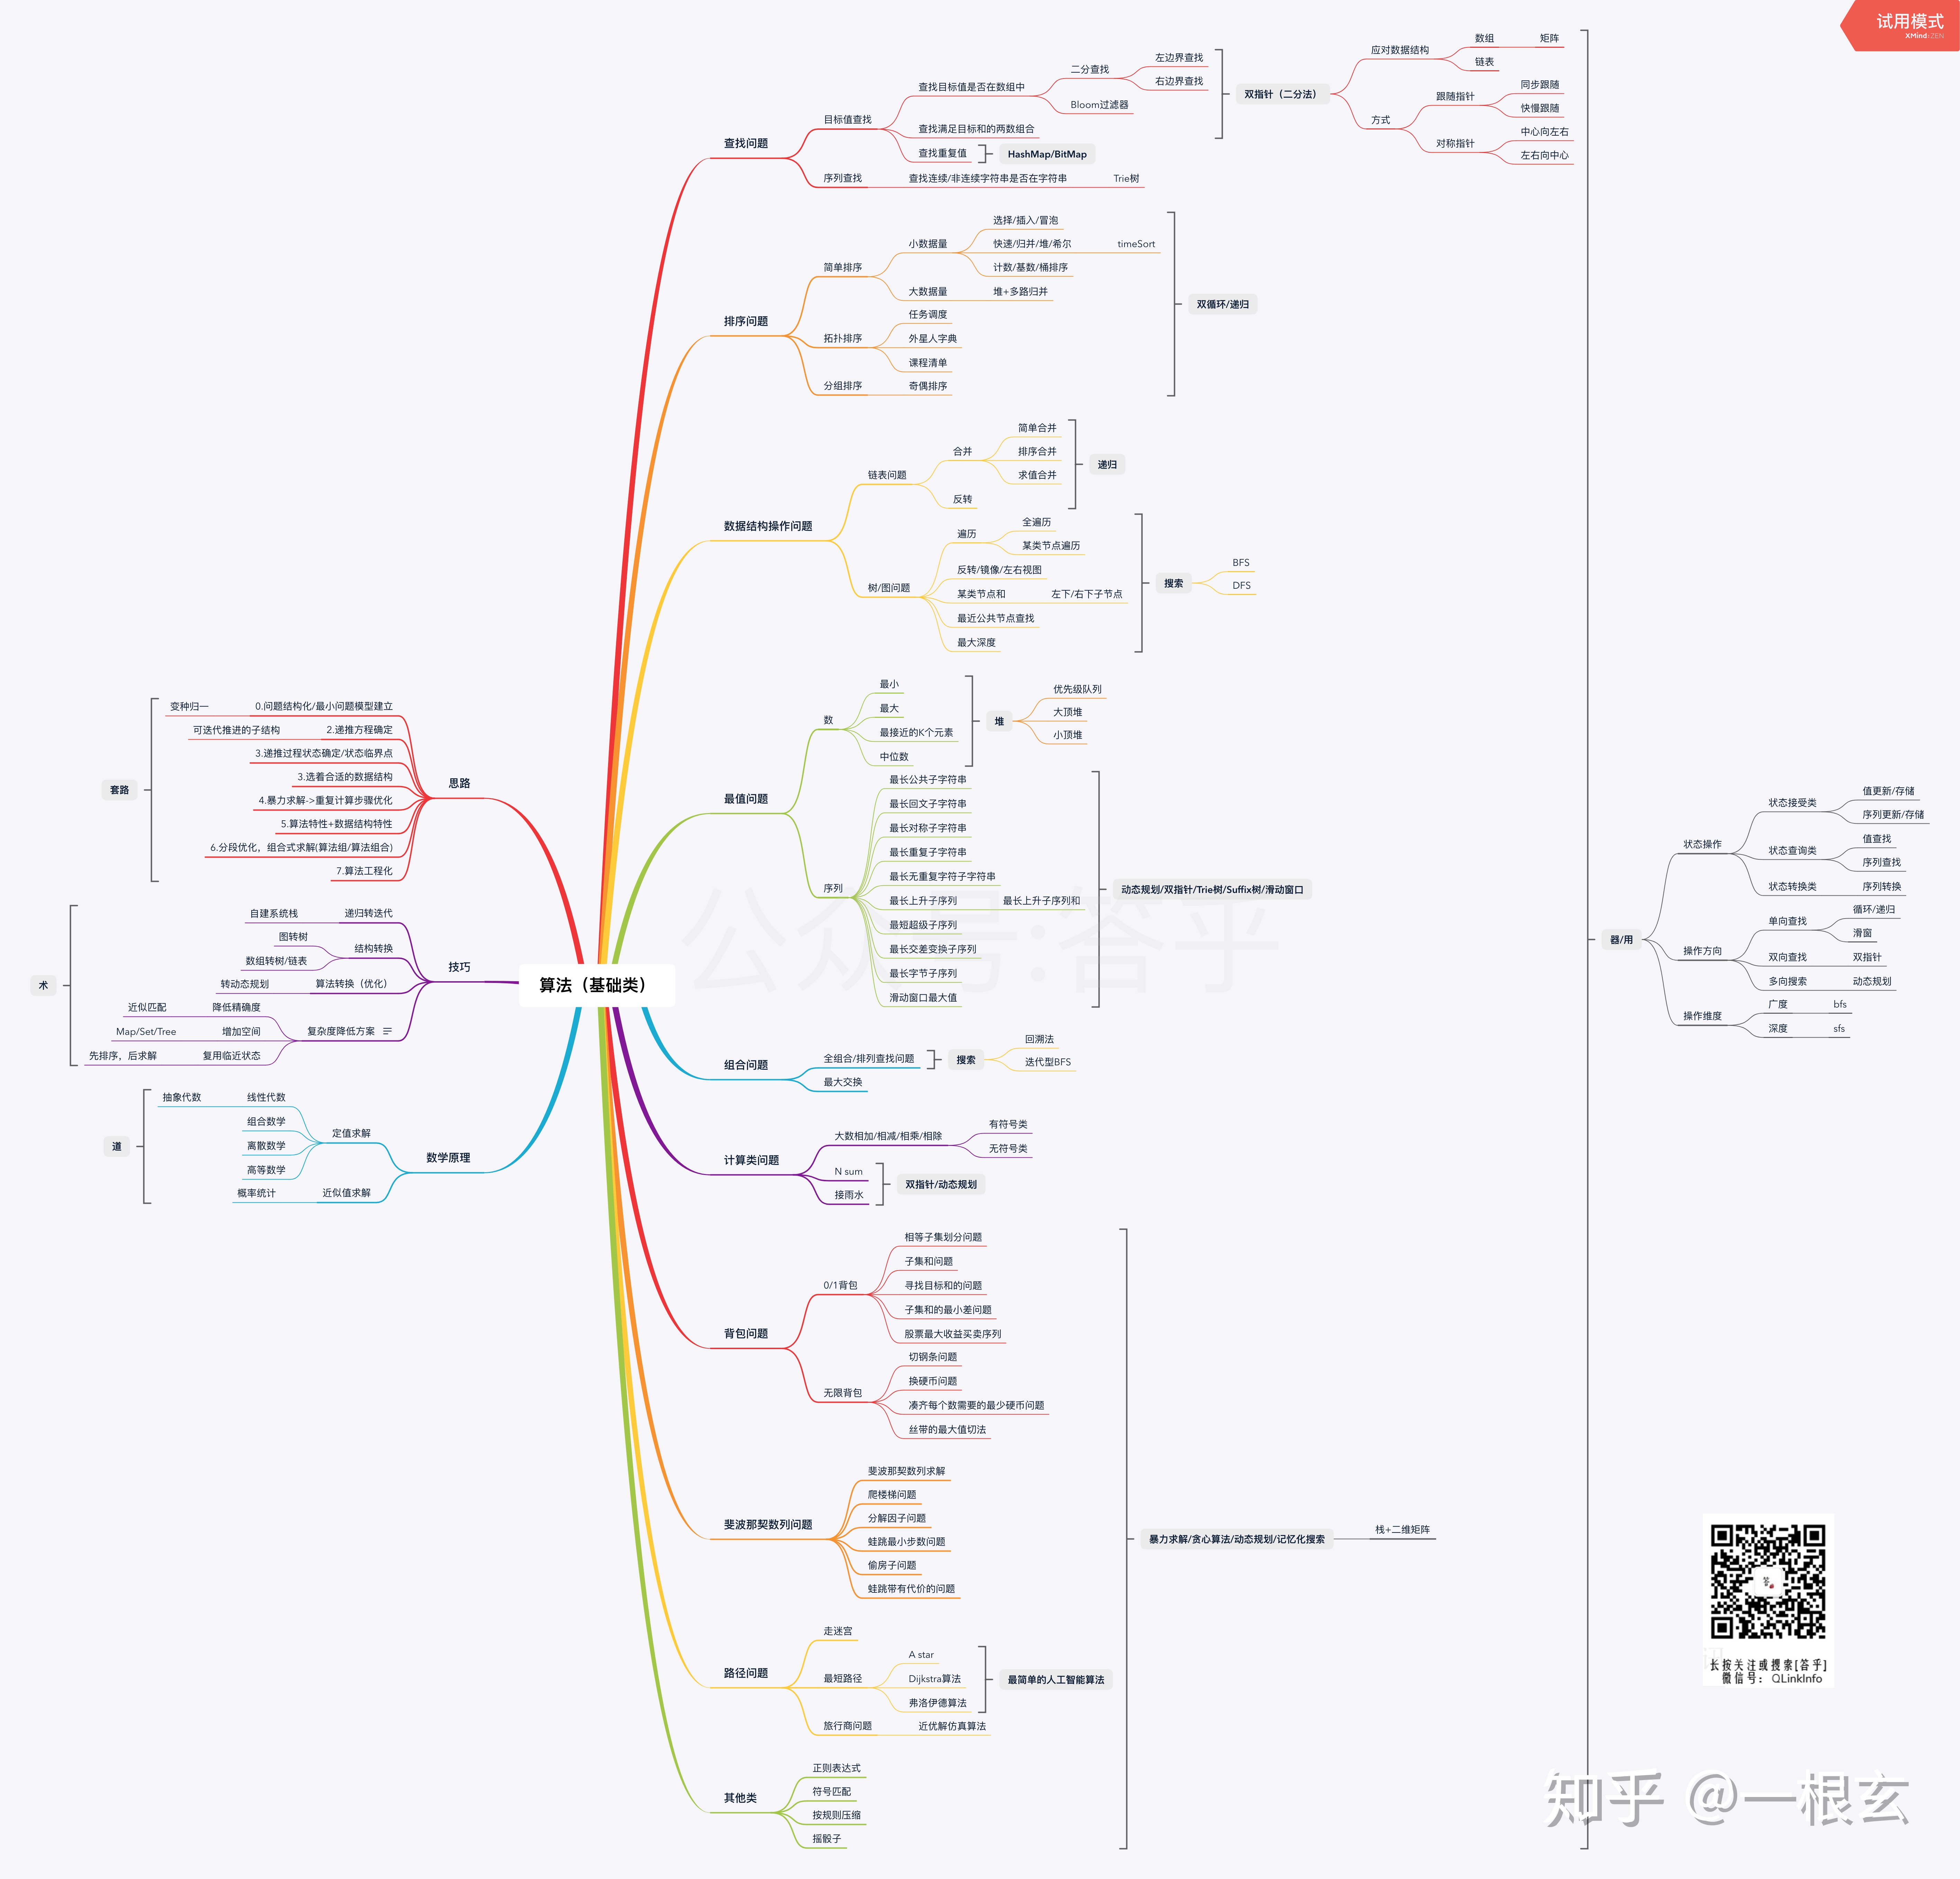 试用模式
XMind:ZEN
算法（基础类）
查找问题
目标值查找
查找目标值是否在数组中
二分查找
左边界查找
右边界查找
Bloom过滤器
查找满足目标和的两数组合
查找重复值
HashMap/BitMap
序列查找
查找连续/非连续字符串是否在字符串
Trie树
双指针（二分法）
应对数据结构
数组
矩阵
链表
方式
跟随指针
同步跟随
快慢跟随
对称指针
中心向左右
左右向中心
排序问题
简单排序
小数据量
选择/插入/冒泡
快速/归并/堆/希尔
timeSort
计数/基数/桶排序
大数据量
堆+多路归并
拓扑排序
任务调度
外星人字典
课程清单
分组排序
奇偶排序
双循环/递归
数据结构操作问题
链表问题
合并
简单合并
排序合并
求值合并
反转
递归
树/图问题
遍历
全遍历
某类节点遍历
反转/镜像/左右视图
某类节点和
左下/右下子节点
最近公共节点查找
最大深度
搜索
BFS
DFS
最值问题
数
最小
最大
最接近的K个元素
中位数
堆
优先级队列
大顶堆
小顶堆
序列
最长公共子字符串
最长回文子字符串
最长对称子字符串
最长重复子字符串
最长无重复字符子字符串
最长上升子序列
最长上升子序列和
最短超级子序列
最长交差变换子序列
最长字节子序列
滑动窗口最大值
动态规划/双指针/Trie树/Suffix树/滑动窗口
组合问题
全组合/排列查找问题
搜索
回溯法
迭代型BFS
最大交换
计算类问题
大数相加/相减/相乘/相除
有符号类
无符号类
N sum
接雨水
双指针/动态规划
背包问题
0/1背包
相等子集划分问题
子集和问题
寻找目标和的问题
子集和的最小差问题
股票最大收益买卖序列
无限背包
切钢条问题
换硬币问题
凑齐每个数需要的最少硬币问题
丝带的最大值切法
斐波那契数列问题
斐波那契数列求解
爬楼梯问题
分解因子问题
蛙跳最小步数问题
偷房子问题
蛙跳带有代价的问题
路径问题
走迷宫
最短路径
A star
Dijkstra算法
弗洛伊德算法
最简单的人工智能算法
旅行商问题
近优解仿真算法
其他类
正则表达式
符号匹配
按规则压缩
摇骰子
暴力求解/贪心算法/动态规划/记忆化搜索
栈+二维矩阵
器/用
状态操作
状态接受类
值更新/存储
序列更新/存储
状态查询类
值查找
序列查找
状态转换类
序列转换
操作方向
单向查找
循环/递归
滑窗
双向查找
双指针
多向搜索
动态规划
操作维度
广度
bfs
深度
sfs
思路
0.问题结构化/最小问题模型建立
变种归一
2.递推方程确定
可迭代推进的子结构
3.递推过程状态确定/状态临界点
3.选着合适的数据结构
4.暴力求解->重复计算步骤优化
5.算法特性+数据结构特性
6.分段优化，组合式求解(算法组/算法组合)
7.算法工程化
套路
技巧
递归转迭代
自建系统栈
结构转换
图转树
数组转树/链表
算法转换（优化）
转动态规划
复杂度降低方案
降低精确度
近似匹配
增加空间
Map/Set/Tree
复用临近状态
先排序，后求解
术
数学原理
定值求解
线性代数
抽象代数
组合数学
离散数学
高等数学
近似值求解
概率统计
道
公众号:答乎
答
长按关注或搜索[答乎]
微信号： QLinkInfo
知乎 @一根玄